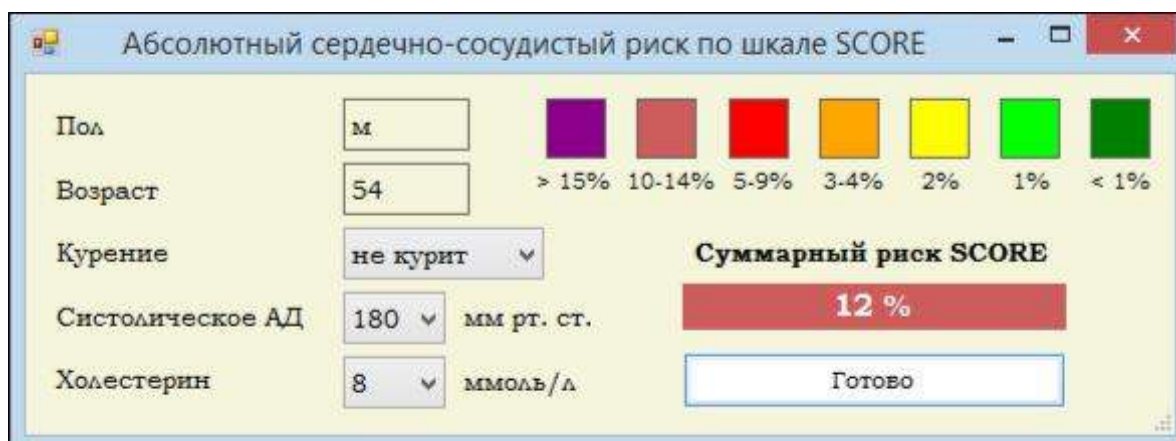 Абсолютный сердечно-сосудистый риск по шкале SCORE
Пол м
> 15% 10-14% 5-9% 3-4% 2% 1% < 1%
Возраст 54
Курение не курит
Суммарный риск SCORE
12 %
Систолическое АД 180 мм рт. ст.
Холестерин 8 ммоль/л
Готово